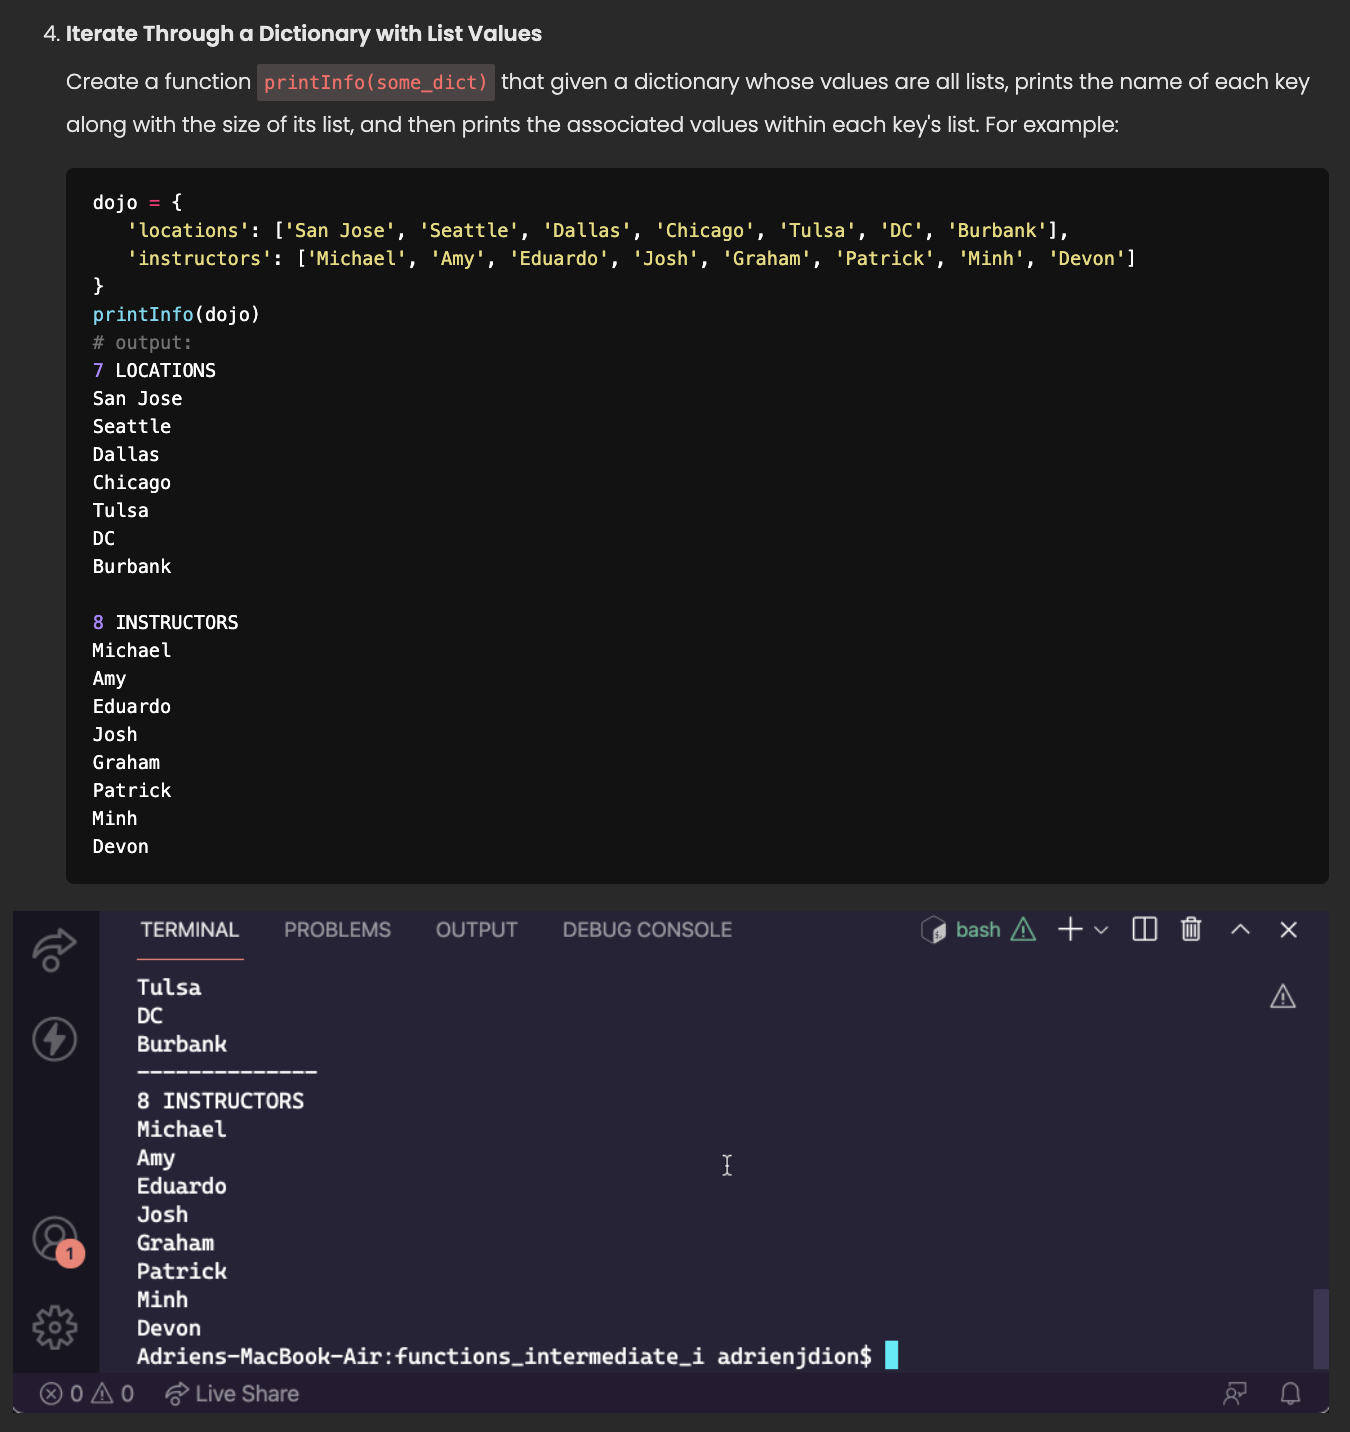 4. Iterate Through a Dictionary with List Values
Create a function printInfo(some_dict) that given a dictionary whose values are all lists, prints the name of each key
along with the size of its list, and then prints the associated values within each key's list. For example:
dojo = {
   'locations': ['San Jose', 'Seattle', 'Dallas', 'Chicago', 'Tulsa', 'DC', 'Burbank'],
   'instructors': ['Michael', 'Amy', 'Eduardo', 'Josh', 'Graham', 'Patrick', 'Minh', 'Devon']
}
printInfo(dojo)
# output:
7 LOCATIONS
San Jose
Seattle
Dallas
Chicago
Tulsa
DC
Burbank
8 INSTRUCTORS
Michael
Amy
Eduardo
Josh
Graham
Patrick
Minh
Devon
TERMINAL PROBLEMS OUTPUT DEBUG CONSOLE bash
Tulsa
DC
Burbank
--------------
8 INSTRUCTORS
Michael
Amy
Eduardo
Josh
Graham
Patrick
Minh
Devon
Adriens-MacBook-Air:functions_intermediate_i adrienjdion$
1
0 0 Live Share